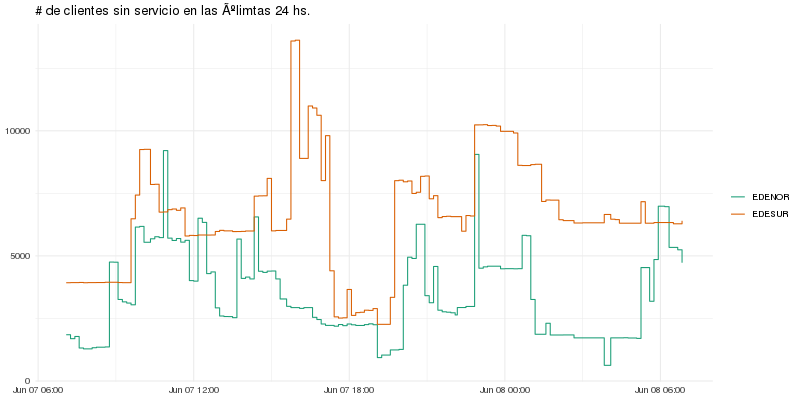 # de clientes sin servicio en las Ãºlimtas 24 hs.
10000
5000
0
Jun 07 06:00
Jun 07 12:00
Jun 07 18:00
Jun 08 00:00
Jun 08 06:00
EDENOR
EDESUR